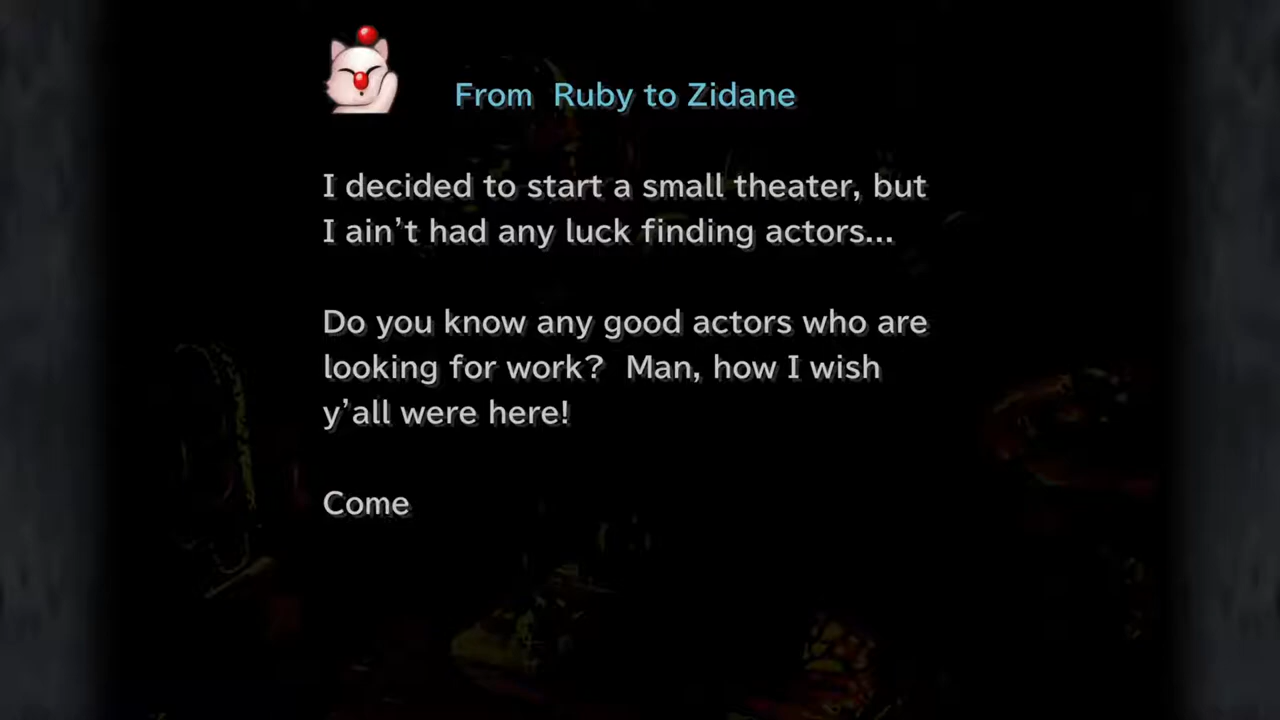 From Ruby to Zidane
I decided to start a small theater, but
I ain't had any luck finding actors...
Do you know any good actors who are
looking for work? Man, how I wish
y'all were here!
Come